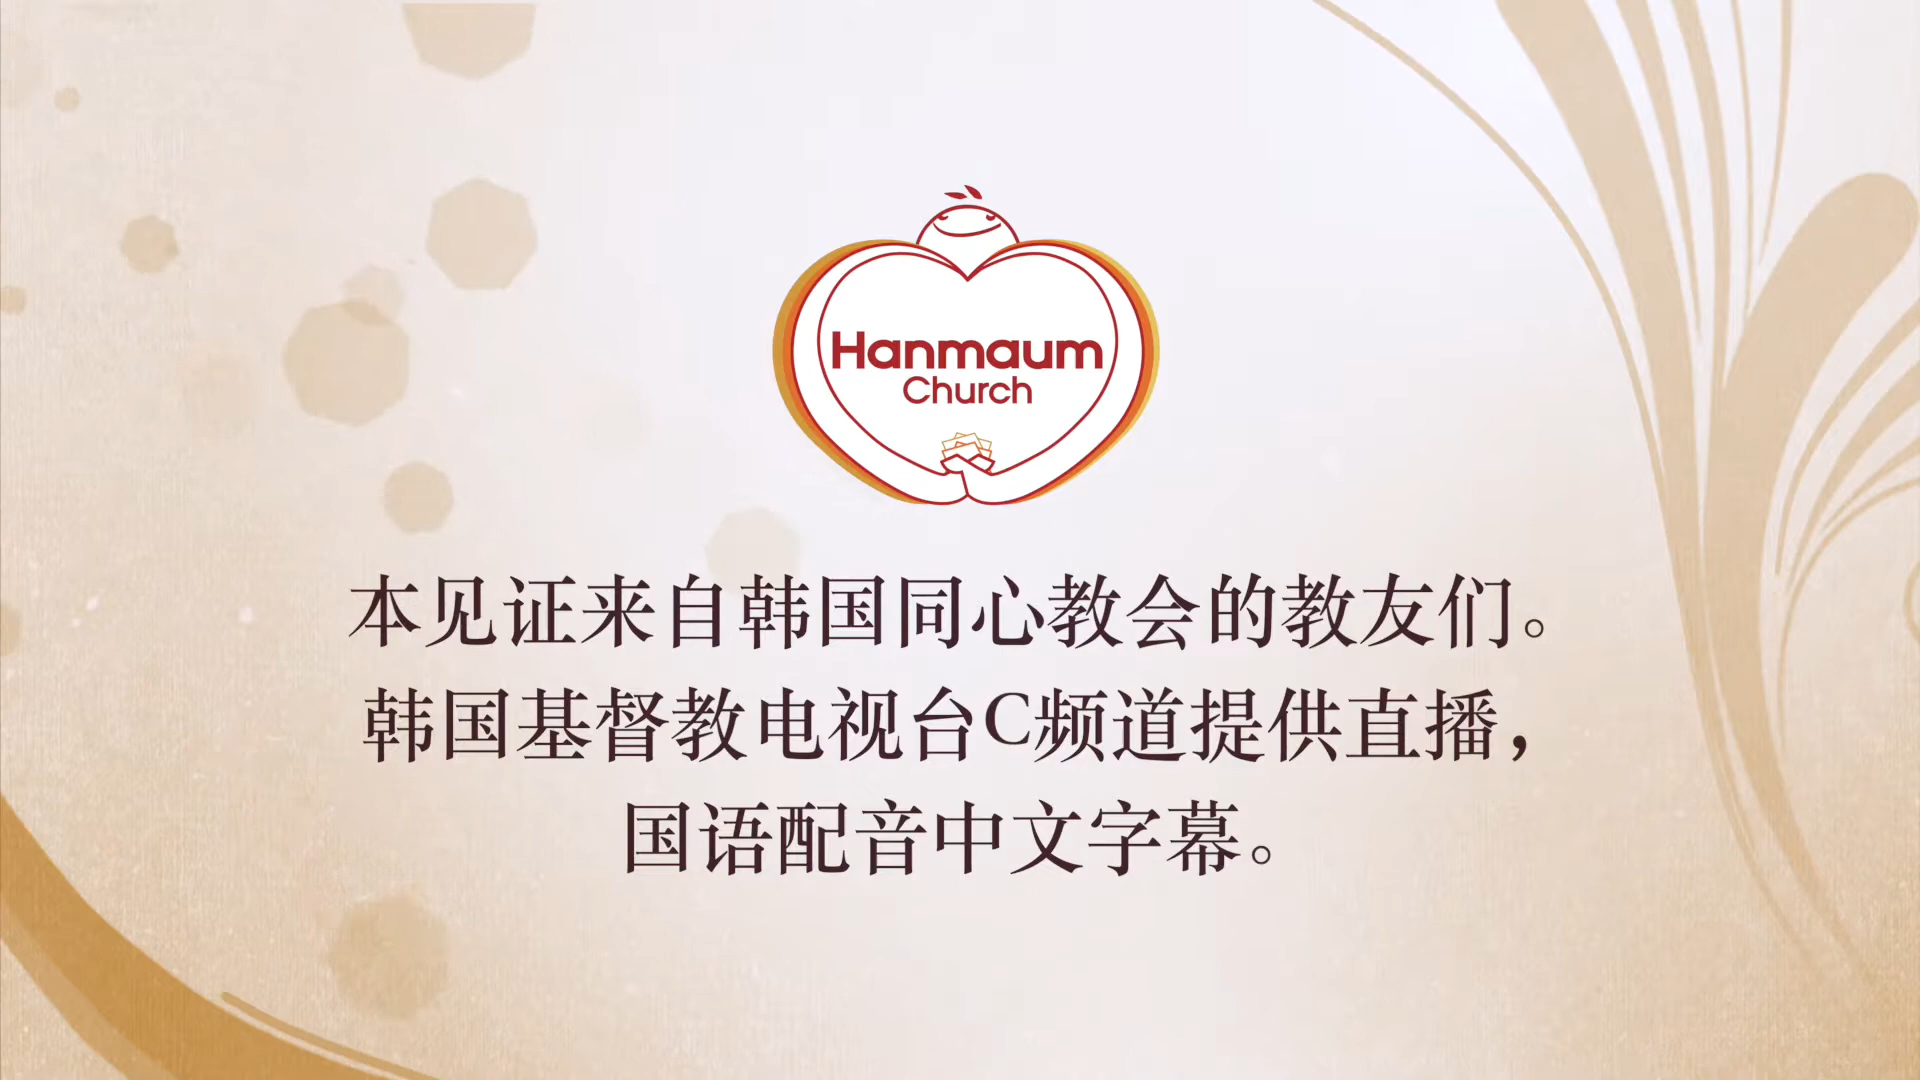 Hanmaum
Church
本见证来自韩国同心教会的教友们。
韩国基督教电视台C频道提供直播，
国语配音中文字幕。